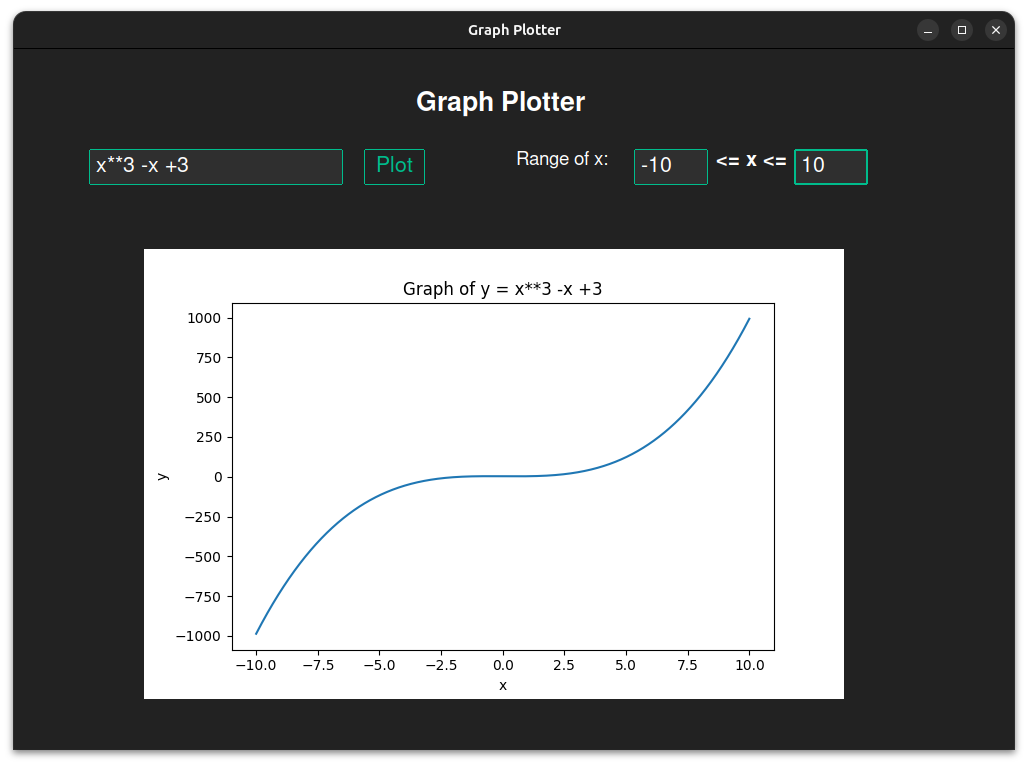 Graph Plotter
Graph Plotter
x**3 -x +3 Plot Range of x: -10 <= x <= 10
Graph of y = x**3 -x +3
1000
750
500
250
0
−250
−500
−750
−1000
y
−10.0 −7.5 −5.0 −2.5 0.0 2.5 5.0 7.5 10.0
x